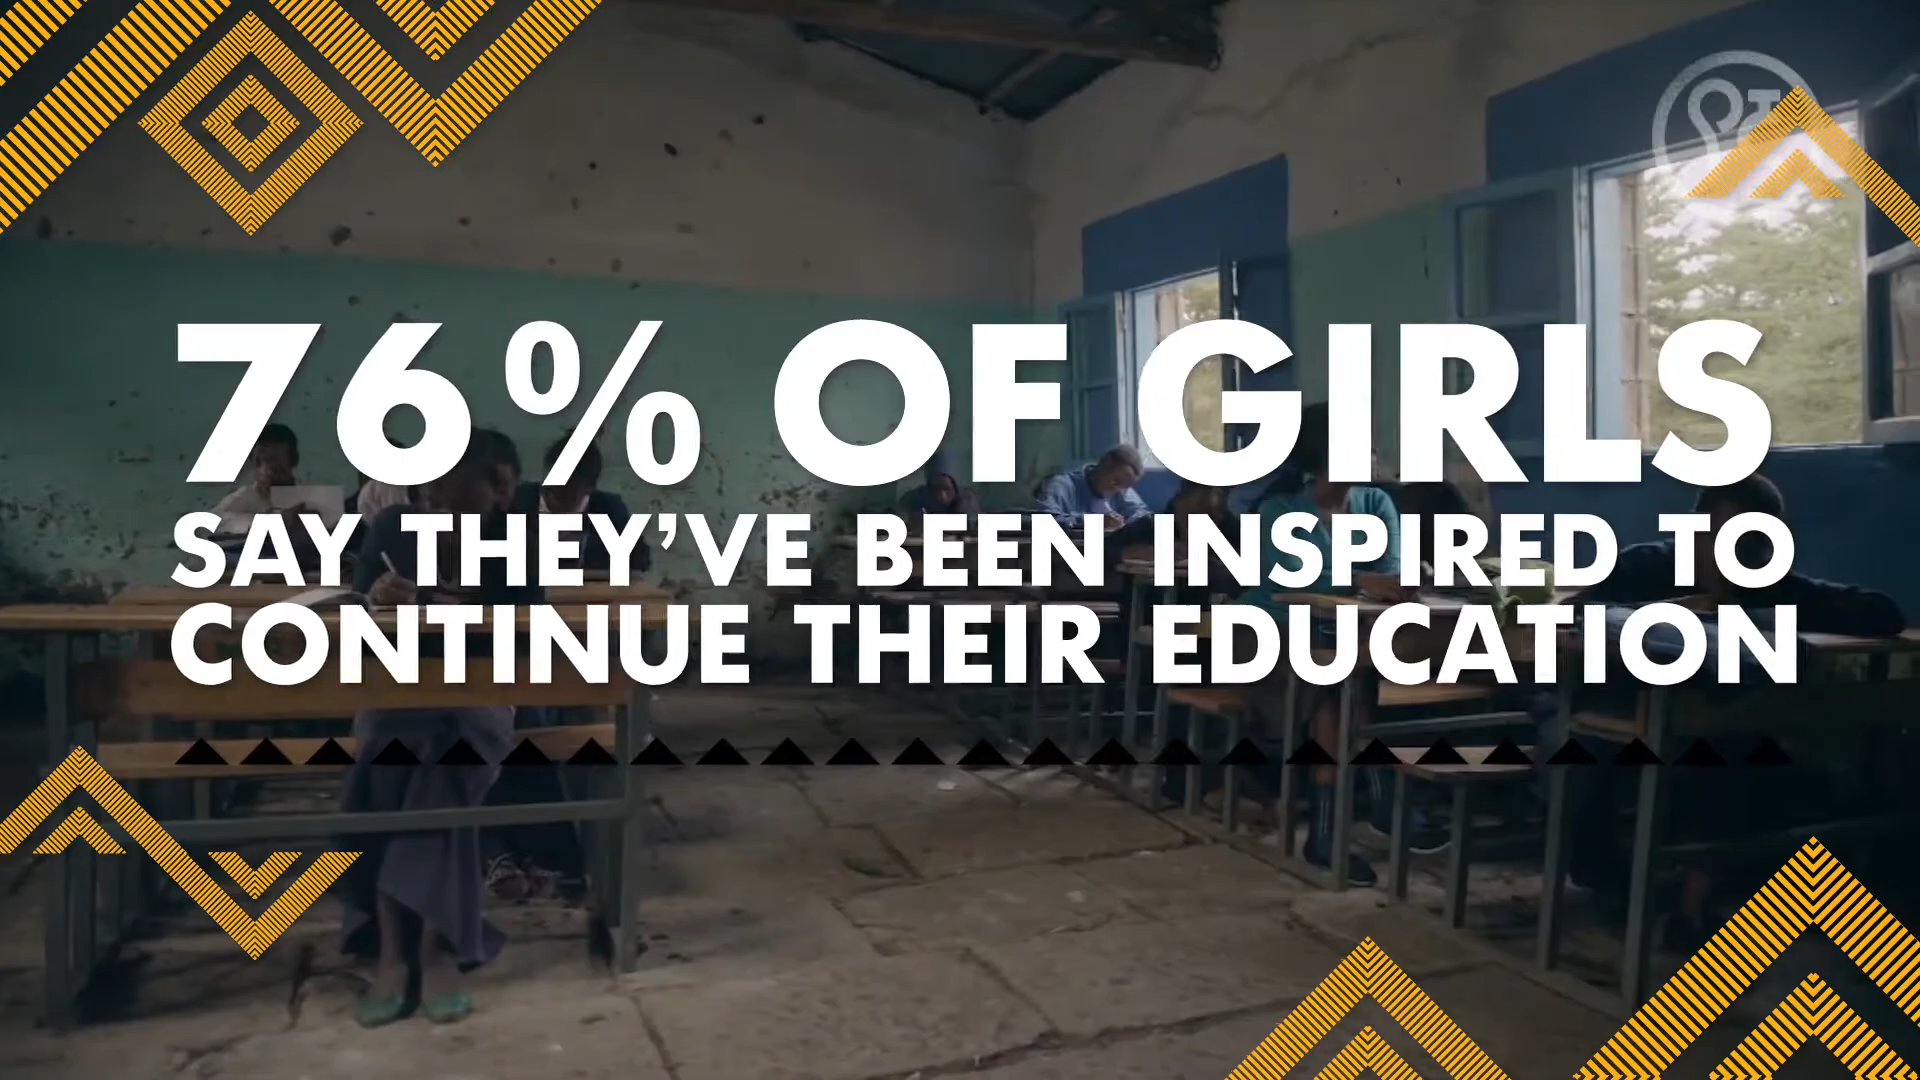 76% OF GIRLS
SAY THEY’VE BEEN INSPIRED TO
CONTINUE THEIR EDUCATION